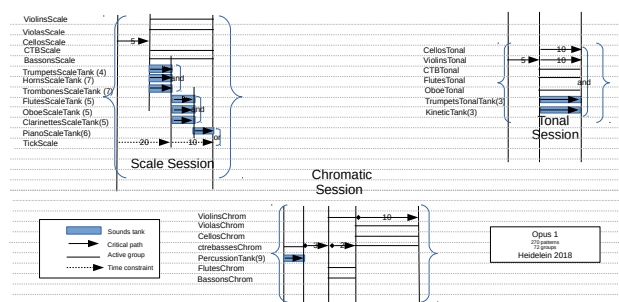 ViolinsScale
ViolasScale
CellosScale
5
CTBScale
BassonsScale
TrumpetsScaleTank (4)
HornsScaleTank (7)
and
TrombonesScaleTank (7)
FlutesScaleTank (5)
OboeScaleTank (5)
and
ClarinettesScaleTank(5)
PianoScaleTank(6)
or
TickScale
20
10
Scale Session
CellosTonal
10
ViolinsTonal
5
10
CTBTonal
FlutesTonal
and
OboeTonal
TrumpetsTonalTank(3)
KineticTank(3)
Tonal
Session
Chromatic
Session
ViolinsChrom
10
ViolasChrom
CellosChrom
ctrebassesChrom
2
PercussionTank(9)
FlutesChrom
BassonsChrom
Sounds tank
Critical path
Active group
Time constraint
Opus 1
270 patterns
72 groups
Heidelein 2018